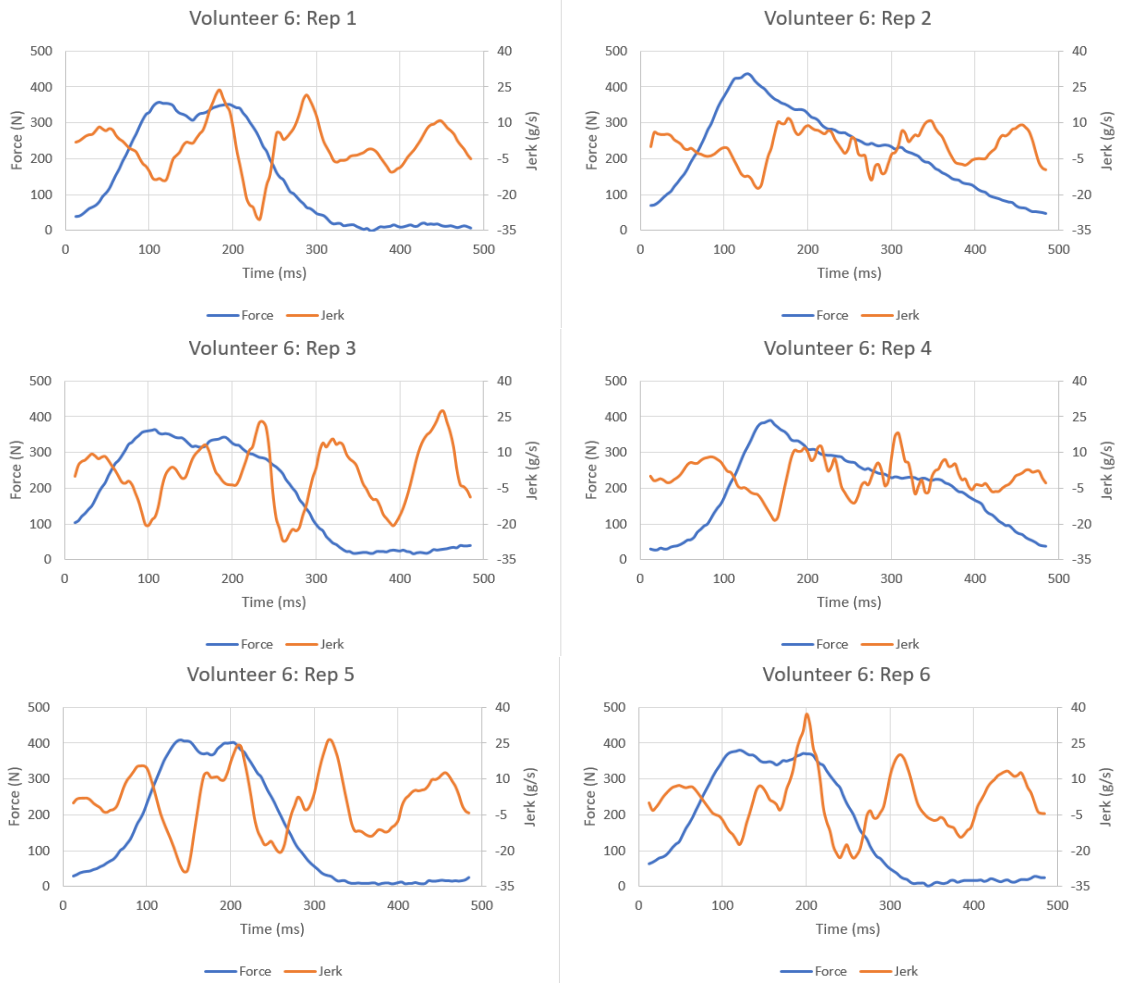 Volunteer 6: Rep 1
500
400
300
200
100
0
Force (N)
40
25
10
-5
-20
-35
Jerk (g/s)
0 100 200 300 400 500
Time (ms)
Force Jerk
Volunteer 6: Rep 2
500
400
300
200
100
0
Force (N)
40
25
10
-5
-20
-35
Jerk (g/s)
0 100 200 300 400 500
Time (ms)
Force Jerk
Volunteer 6: Rep 3
500
400
300
200
100
0
Force (N)
40
25
10
-5
-20
-35
Jerk (g/s)
0 100 200 300 400 500
Time (ms)
Force Jerk
Volunteer 6: Rep 4
500
400
300
200
100
0
Force (N)
40
25
10
-5
-20
-35
Jerk (g/s)
0 100 200 300 400 500
Time (ms)
Force Jerk
Volunteer 6: Rep 5
500
400
300
200
100
0
Force (N)
40
25
10
-5
-20
-35
Jerk (g/s)
0 100 200 300 400 500
Time (ms)
Force Jerk
Volunteer 6: Rep 6
500
400
300
200
100
0
Force (N)
40
25
10
-5
-20
-35
Jerk (g/s)
0 100 200 300 400 500
Time (ms)
Force Jerk